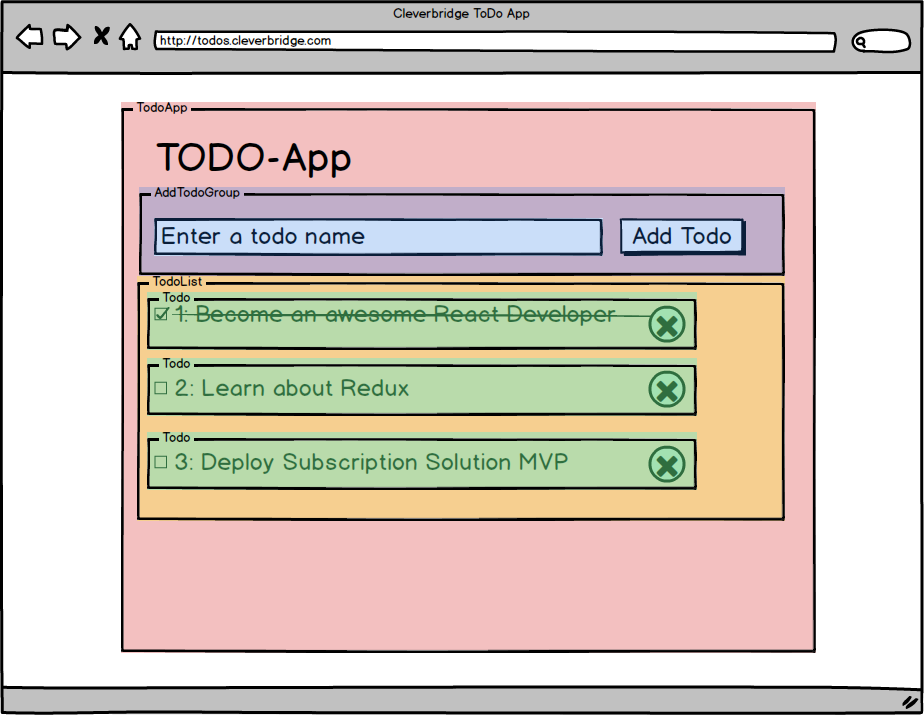 Cleverbridge ToDo App
http://todos.cleverbridge.com
TodoApp
TODO-App
AddTodoGroup
Enter a todo name
Add Todo
TodoList
Todo
1: Become an awesome React Developer
Todo
2: Learn about Redux
Todo
3: Deploy Subscription Solution MVP